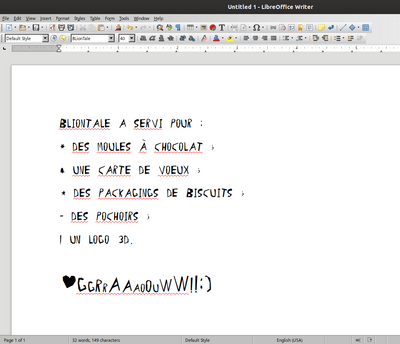 Untitled 1 - LibreOffice Writer
File Edit View Insert Format Styles Table Form Tools Window Help
Default Style BLionTale 40
BLIONTALE A SERVI POUR :
* DES MOULES À CHOCOLAT ;
* UNE CARTE DE VOEUX ;
* DES PACKAGINGS DE BISCUITS ;
- DES POCHOIRS ;
| UN LOGO 3D.
♥GGRRAAAAOOUWW!!:)
Page 1 of 1 32 words, 149 characters Default Style English (USA)